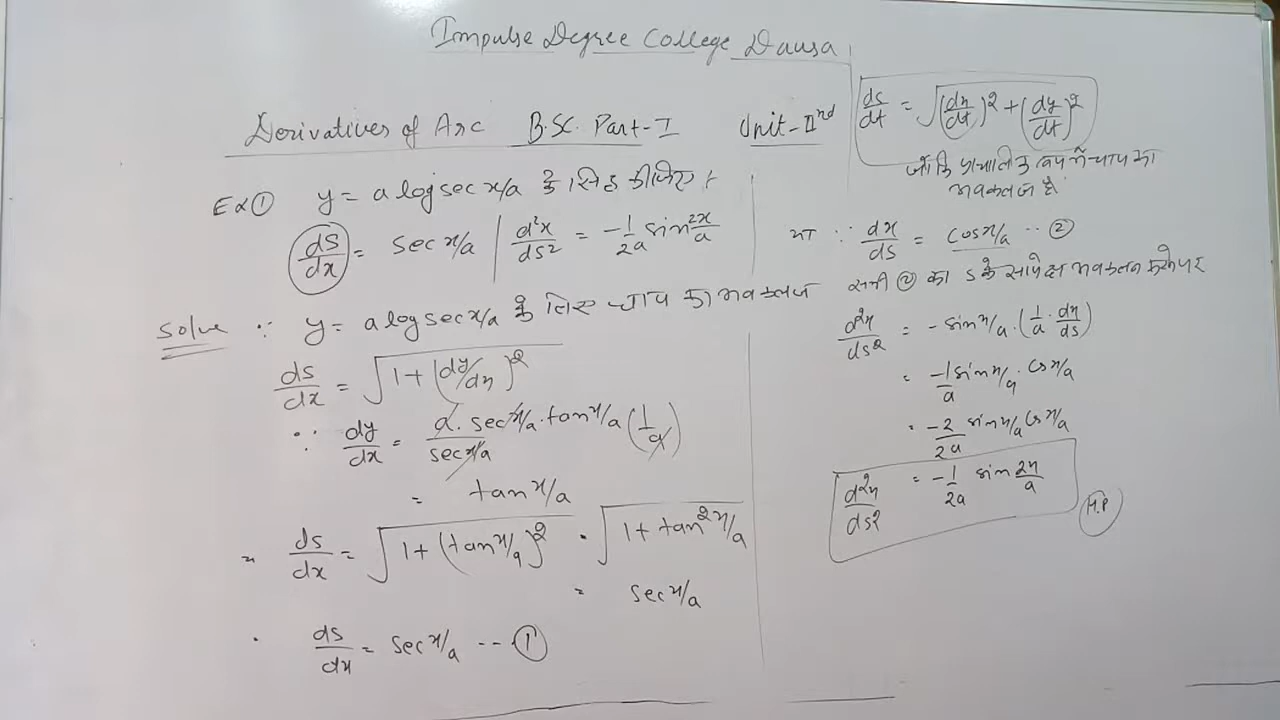 Impulse Degree College Dausa
Derivatives of Arc B.Sc. Part-I Unit-IInd
Ex① y = a log sec x/a के सिद्ध कीजिए
ds/dx = sec x/a | d²x/ds² = -1/2a sin 2x/a
Solve ∵ y = a log sec x/a के लिए चाप का अवकलज
ds/dx = √(1+(dy/dx)²)
∵ dy/dx = a. sec x/a . tan x/a / sec x/a (1/a)
= tan x/a
ds/dx = √(1+(tan x/a)²) . √(1+tan² x/a)
= sec x/a
ds/dx = sec x/a -- ①
ds/dt = √((dx/dt)² + (dy/dt)²)
जोकि प्राचालिक रूप में चाप का
अवकलज है
या ∵ dx/ds = cos x/a -- ②
समी ② का s के सापेक्ष अवकलन करने पर
d²x/ds² = - sin x/a . (1/a . dx/ds)
= -1/a sin x/a . cos x/a
= -2/2a sin x/a cos x/a
d²x/ds² = -1/2a sin 2x/a
H.P